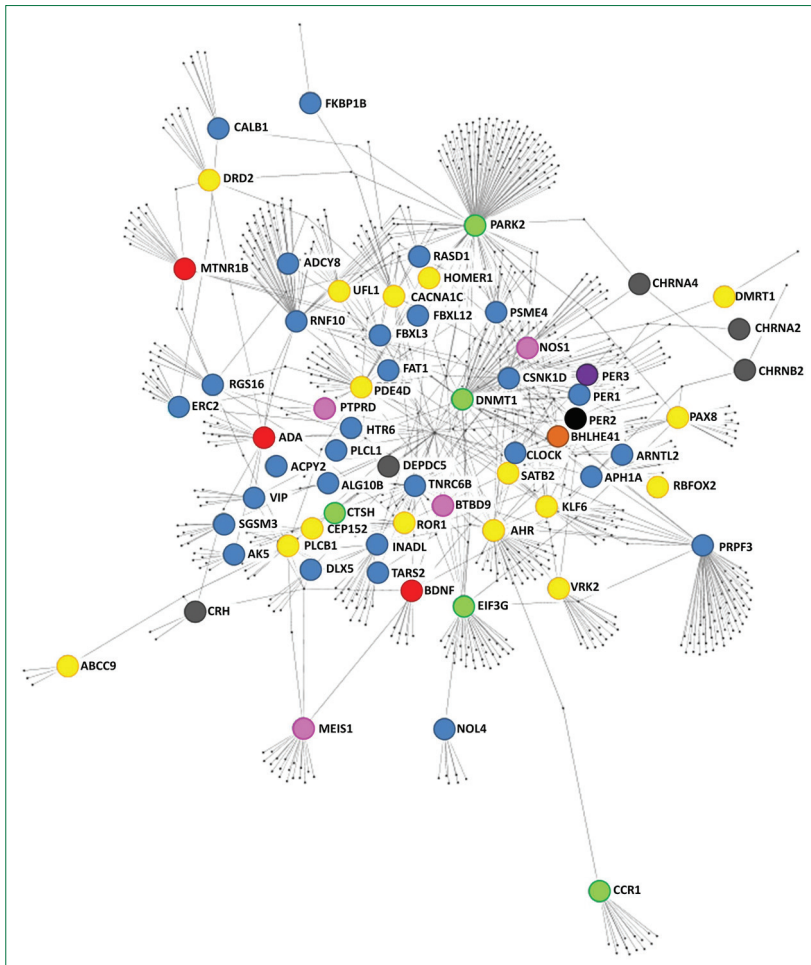 FKBP1B
CALB1
DRD2
PARK2
MTNR1B
ADCY8
RASD1
HOMER1
UFL1
CACNA1C
CHRNA4
DMRT1
RNF10
FBXL12
PSME4
FBXL3
NOS1
CHRNA2
FAT1
CSNK1D
PER3
CHRNB2
RGS16
PDE4D
PER1
ERC2
PTPRD
DNMT1
PER2
PAX8
HTR6
ADA
BHLHE41
PLCL1
CLOCK
ARNTL2
ACPY2
DEPDC5
SATB2
APH1A
ALG10B
TNRC6B
RBFOX2
VIP
CTSH
BTBD9
KLF6
SGSM3
CEP152
ROR1
AHR
PLCB1
INADL
PRPF3
AK5
DLX5
TARS2
BDNF
VRK2
CRH
EIF3G
ABCC9
MEIS1
NOL4
CCR1